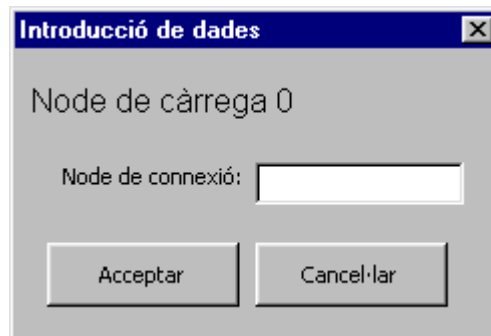 Introducció de dades
Node de càrrega 0
Node de connexió:
Acceptar Cancel·lar